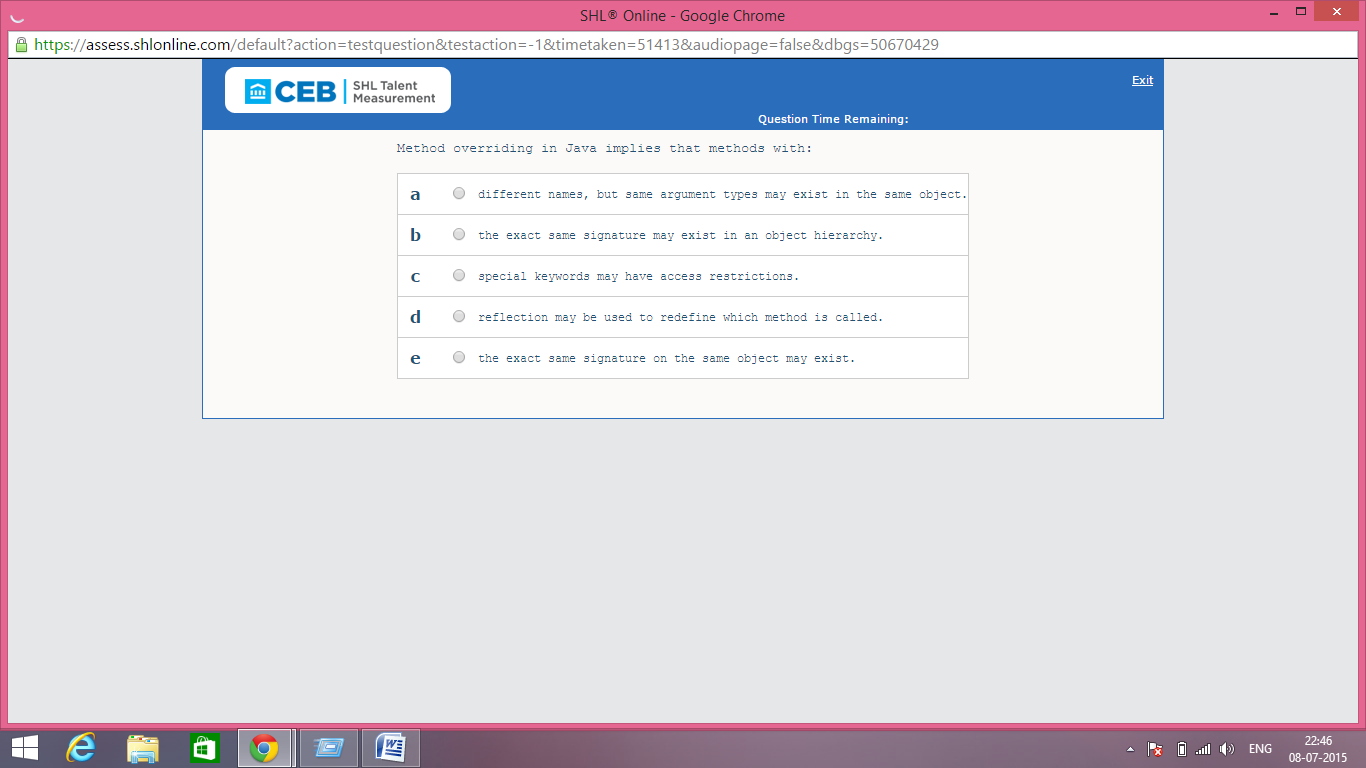 SHL® Online - Google Chrome
https://assess.shlonline.com/default?action=testquestion&testaction=-1&timetaken=51413&audiopage=false&dbgs=50670429
CEB SHL Talent
Measurement
Exit
Question Time Remaining:
Method overriding in Java implies that methods with:
a different names, but same argument types may exist in the same object.
b the exact same signature may exist in an object hierarchy.
c special keywords may have access restrictions.
d reflection may be used to redefine which method is called.
e the exact same signature on the same object may exist.
ENG
22:46
08-07-2015